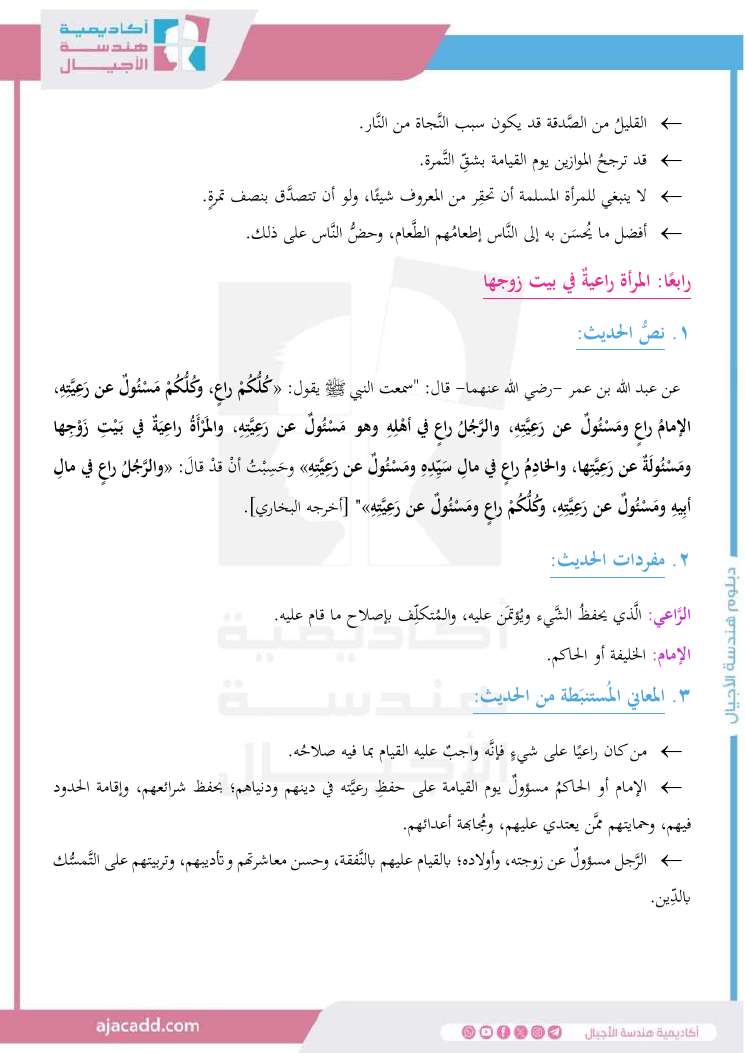 أكاديمية
هندسة
الأجيال
← القليلُ من الصَّدقة قد يكون سبب النَّجاة من النَّار.
← قد ترجحُ الموازين يوم القيامة بشقِّ التَّمرة.
← لا ينبغي للمرأة المسلمة أن تحقِر من المعروف شيئًا، ولو أن تتصدَّق بنصف تمرةٍ.
← أفضل ما يُحسَن به إلى النَّاس إطعامُهم الطَّعام، وحضُّ النَّاس على ذلك.
رابعًا: المرأة راعيةٌ في بيت زوجها
١. نصُّ الحديث:
عن عبد الله بن عمر -رضي الله عنهما- قال: "سمعت النبي ﷺ يقول: «كُلُّكُمْ راعٍ، وكُلُّكُمْ مَسْئُولٌ عن رَعِيَّتِهِ،
الإمامُ راعٍ ومَسْئُولٌ عن رَعِيَّتِهِ، والرَّجُلُ راعٍ في أهْلِهِ وهو مَسْئُولٌ عن رَعِيَّتِهِ، والمَرْأَةُ راعِيَةٌ في بَيْتِ زَوْجِها
ومَسْئُولَةٌ عن رَعِيَّتِها، والخادِمُ راعٍ في مالِ سَيِّدِهِ ومَسْئُولٌ عن رَعِيَّتِهِ» وحَسِبْتُ أنْ قدْ قالَ: «والرَّجُلُ راعٍ في مالِ
أبِيهِ ومَسْئُولٌ عن رَعِيَّتِهِ، وكُلُّكُمْ راعٍ ومَسْئُولٌ عن رَعِيَّتِهِ»" [أخرجه البخاري].
٢. مفردات الحديث:
الرَّاعي: الَّذي يحفظُ الشَّيء ويُؤتمَن عليه، والمُتكلِّف بإصلاح ما قام عليه.
الإمام: الخليفة أو الحاكم.
٣. المعاني المُستنبَطة من الحديث:
← من كان راعيًا على شيءٍ فإنَّه واجبٌ عليه القيام بما فيه صلاحُه.
← الإمام أو الحاكمُ مسؤولٌ يوم القيامة على حفظِ رعيَّته في دينهم ودنياهم؛ بحفظ شرائعهم، وإقامة الحدود
فيهم، وحمايتهم ممَّن يعتدي عليهم، ومُجابهة أعدائهم.
← الرَّجل مسؤولٌ عن زوجته، وأولاده؛ بالقيام عليهم بالنَّفقة، وحسن معاشرتهم وتأديبهم، وتربيتهم على التَّمسُّك
بالدِّين.
أكاديمية
هندسة
الأجيال
دبلوم هندسة الأجيال
أكاديمية هندسة الأجيال
ajacadd.com